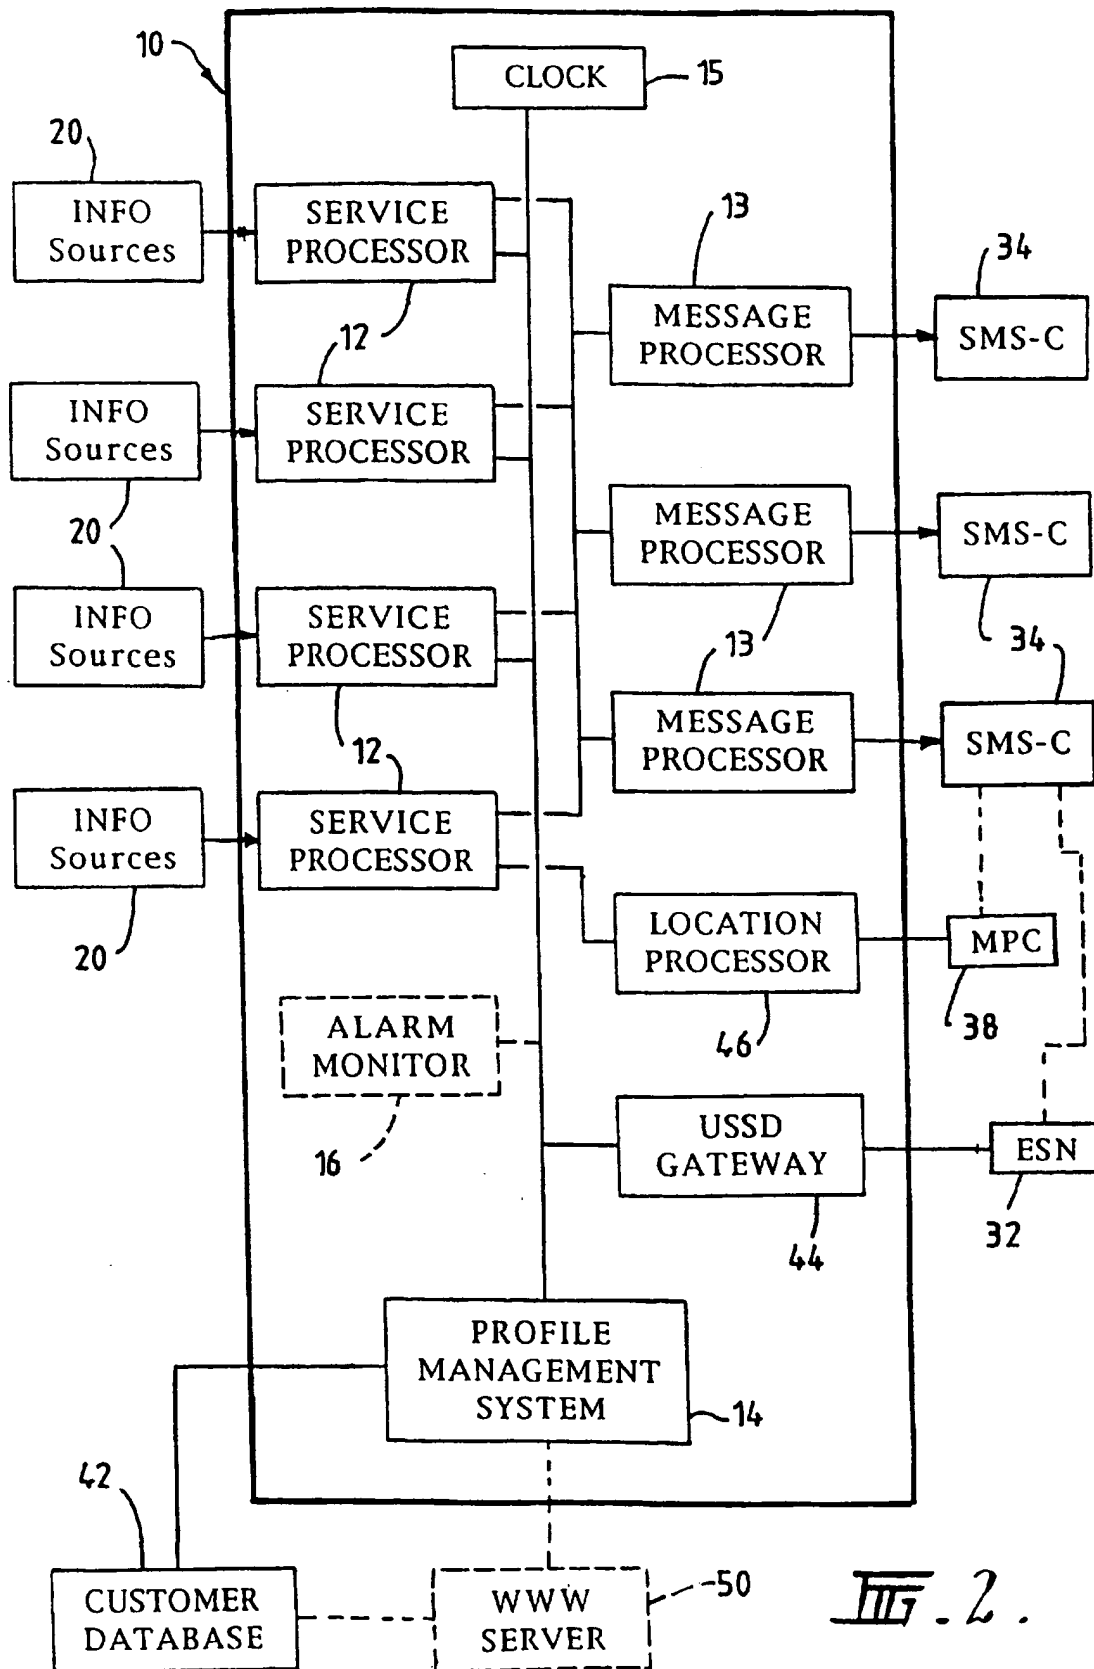 10
CLOCK
15
20
INFO
Sources
SERVICE
PROCESSOR
13
34
MESSAGE
PROCESSOR
SMS-C
12
INFO
Sources
SERVICE
PROCESSOR
20
MESSAGE
PROCESSOR
SMS-C
INFO
Sources
SERVICE
PROCESSOR
13
34
MESSAGE
PROCESSOR
SMS-C
12
INFO
Sources
SERVICE
PROCESSOR
20
LOCATION
PROCESSOR
MPC
46
38
ALARM
MONITOR
16
USSD
GATEWAY
ESN
44
32
PROFILE
MANAGEMENT
SYSTEM
14
42
CUSTOMER
DATABASE
WWW
SERVER
50
FIG. 2.